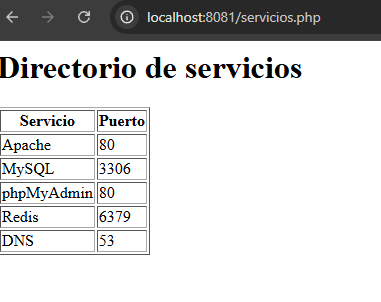 localhost:8081/servicios.php
Directorio de servicios
Servicio Puerto
Apache 80
MySQL 3306
phpMyAdmin 80
Redis 6379
DNS 53